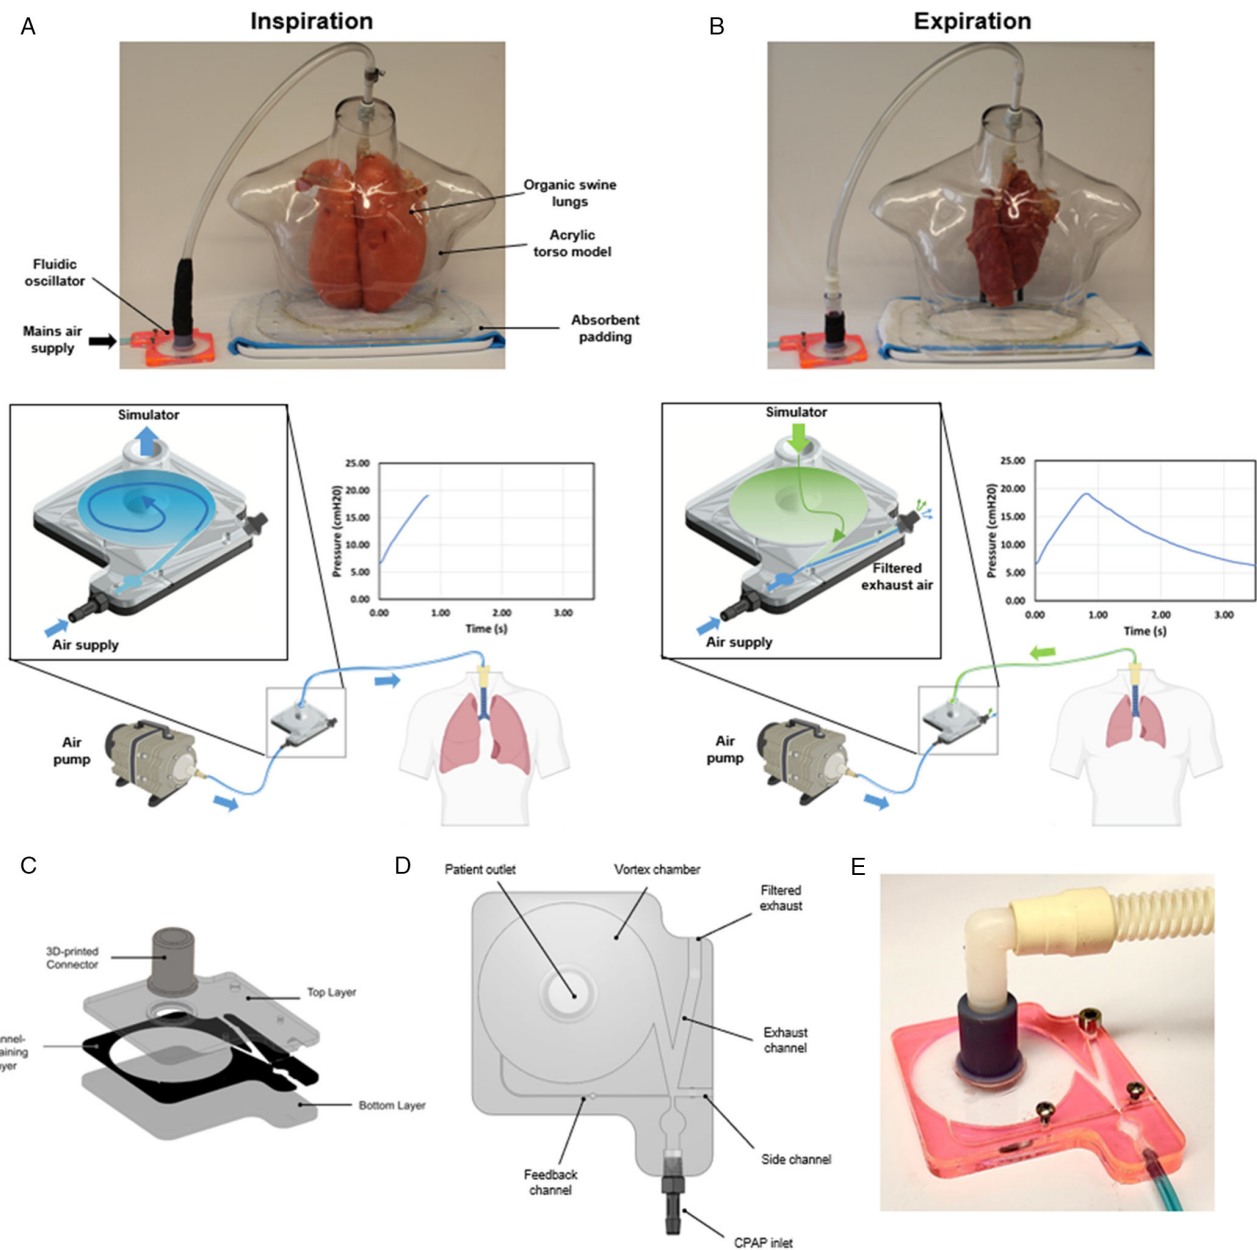 A
Inspiration
B
Expiration
Organic swine
lungs
Acrylic
torso model
Fluidic
oscillator
Mains air
supply
Absorbent
padding
Simulator
Air supply
25.00
20.00
15.00
10.00
5.00
0.00
Pressure (cmH20)
0.00 1.00 2.00 3.00
Time (s)
Air
pump
Simulator
Filtered
exhaust air
Air supply
25.00
20.00
15.00
10.00
5.00
0.00
Pressure (cmH20)
0.00 1.00 2.00 3.00
Time (s)
Air
pump
C
3D-printed
Connector
Top Layer
nnel-
aining
yer
Bottom Layer
D
Patient outlet
Vortex chamber
Filtered
exhaust
Exhaust
channel
Side channel
Feedback
channel
CPAP inlet
E